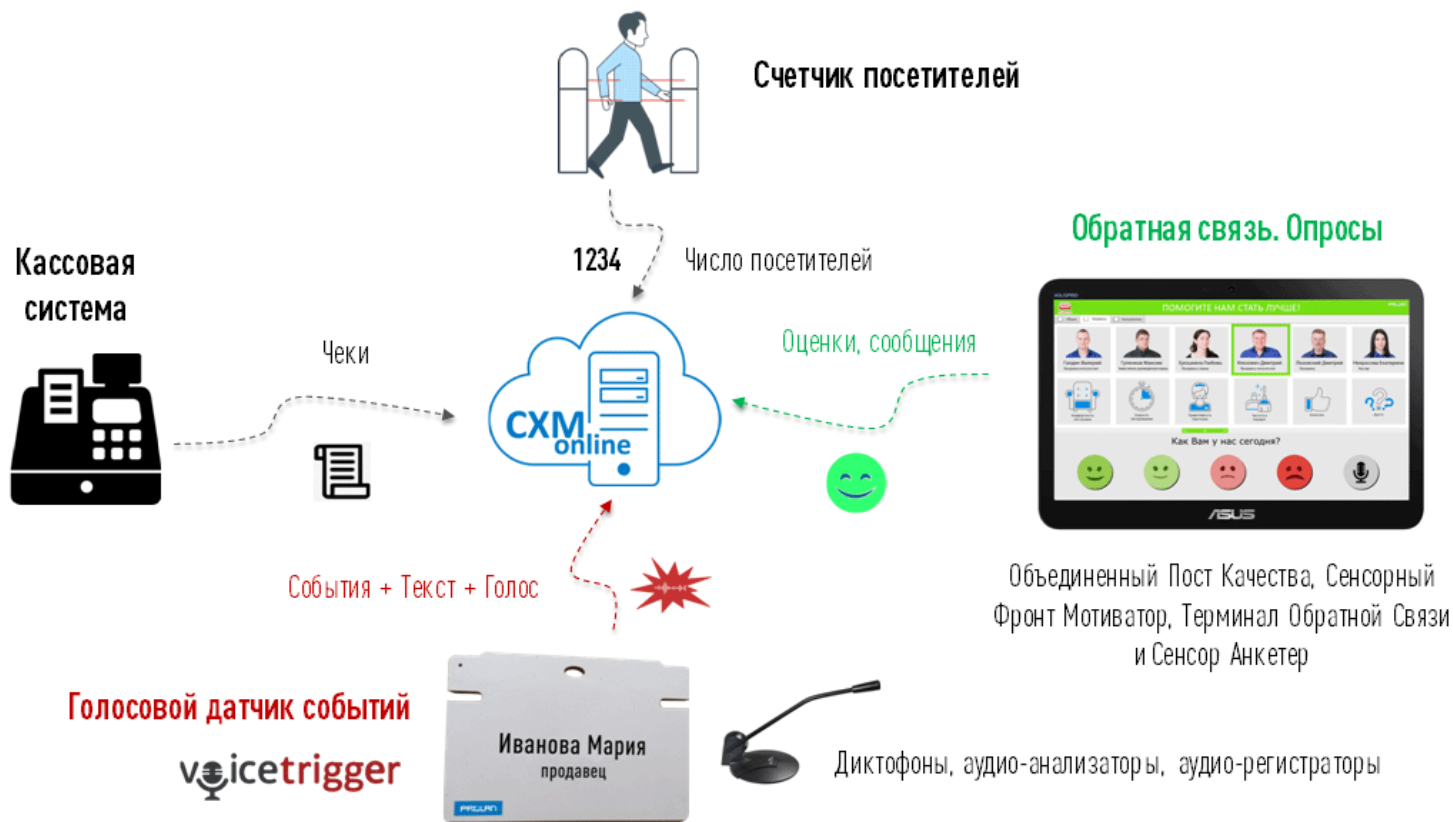 Счетчик посетителей
1234
Число посетителей
Кассовая
система
Чеки
CXM
online
Обратная связь. Опросы
Оценки, сообщения
ПОМОГИТЕ НАМ СТАТЬ ЛУЧШЕ!
Как Вам у нас сегодня?
ASUS
Объединенный Пост Качества, Сенсорный
Фронт Мотиватор, Терминал Обратной Связи
и Сенсор Анкетер
События + Текст + Голос
Голосовой датчик событий
voicetrigger
Иванова Мария
продавец
Диктофоны, аудио-анализаторы, аудио-регистраторы